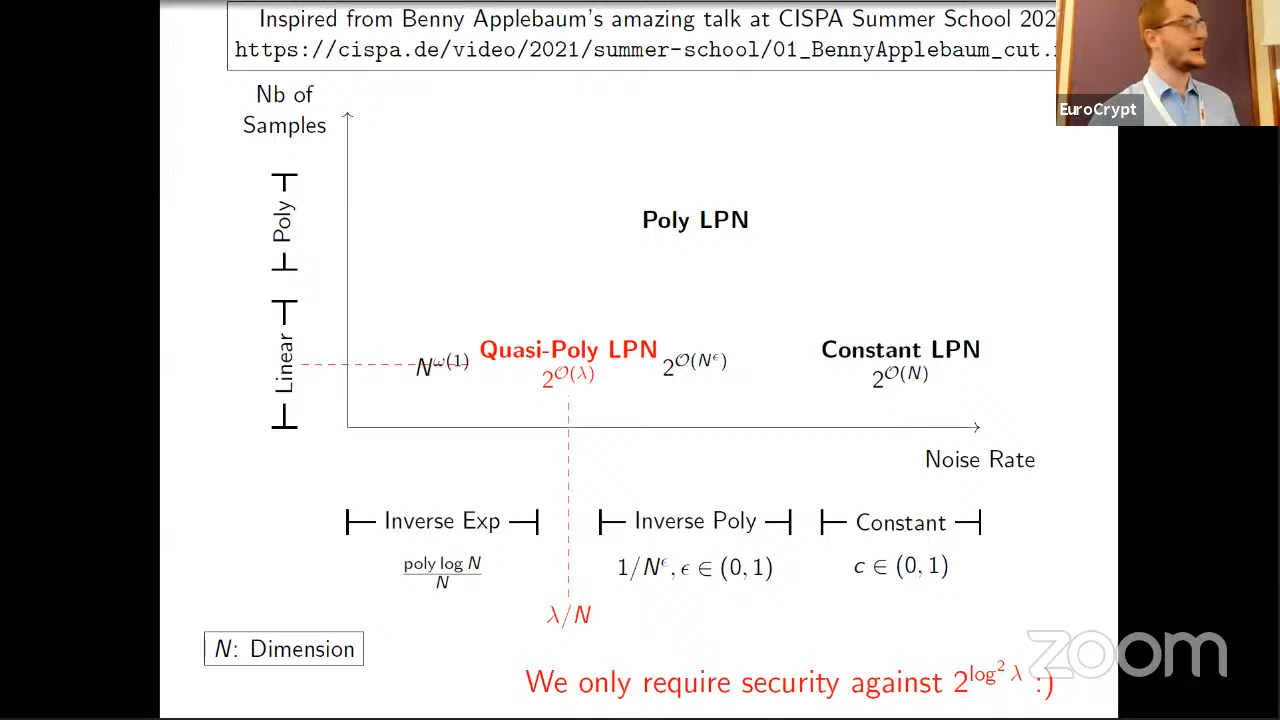 Inspired from Benny Applebaum's amazing talk at CISPA Summer School 202
https://cispa.de/video/2021/summer-school/01_BennyApplebaum_cut.
EuroCrypt
Nb of
Samples
Poly
Poly LPN
Linear
N^{ω(1)}
Quasi-Poly LPN
2^{O(λ)}
2^{O(N^ϵ)}
Constant LPN
2^{O(N)}
Noise Rate
Inverse Exp
Inverse Poly
Constant
poly log N / N
1/N^ϵ, ϵ ∈ (0, 1)
c ∈ (0, 1)
λ/N
N: Dimension
zoom
We only require security against 2^{log^2 λ} :)